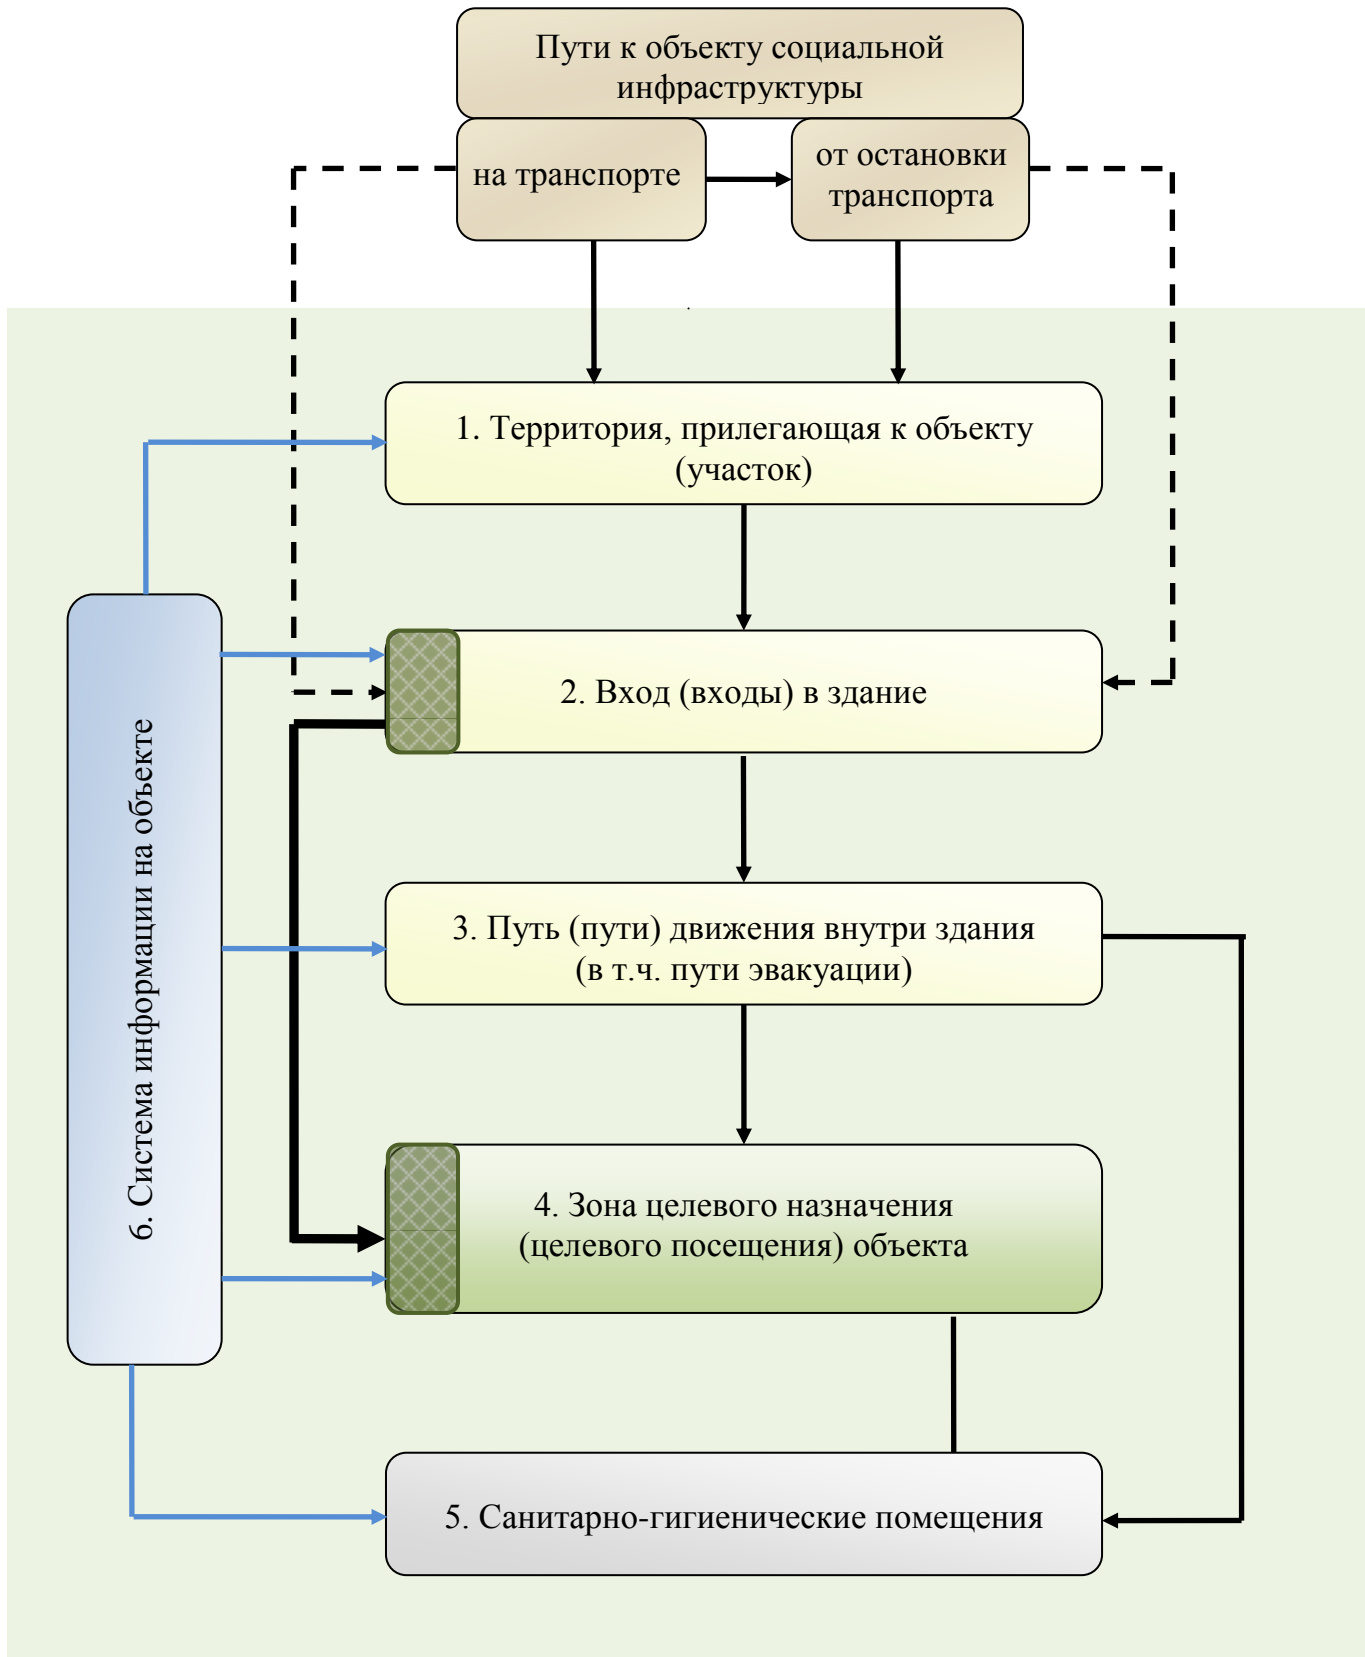 Пути к объекту социальной
инфраструктуры
на транспорте
от остановки
транспорта
1. Территория, прилегающая к объекту
(участок)
2. Вход (входы) в здание
3. Путь (пути) движения внутри здания
(в т.ч. пути эвакуации)
4. Зона целевого назначения
(целевого посещения) объекта
5. Санитарно-гигиенические помещения
6. Система информации на объекте